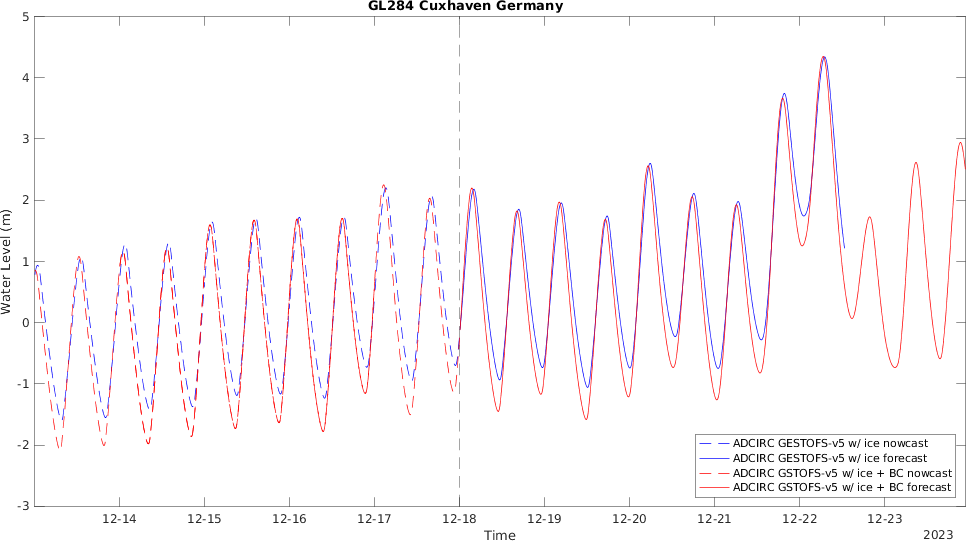 GL284 Cuxhaven Germany
5
4
3
2
1
0
-1
-2
-3
Water Level (m)
12-14 12-15 12-16 12-17 12-18 12-19 12-20 12-21 12-22 12-23
Time
2023
ADCIRC GESTOFS-v5 w/ ice nowcast
ADCIRC GESTOFS-v5 w/ ice forecast
ADCIRC GSTOFS-v5 w/ ice + BC nowcast
ADCIRC GSTOFS-v5 w/ ice + BC forecast